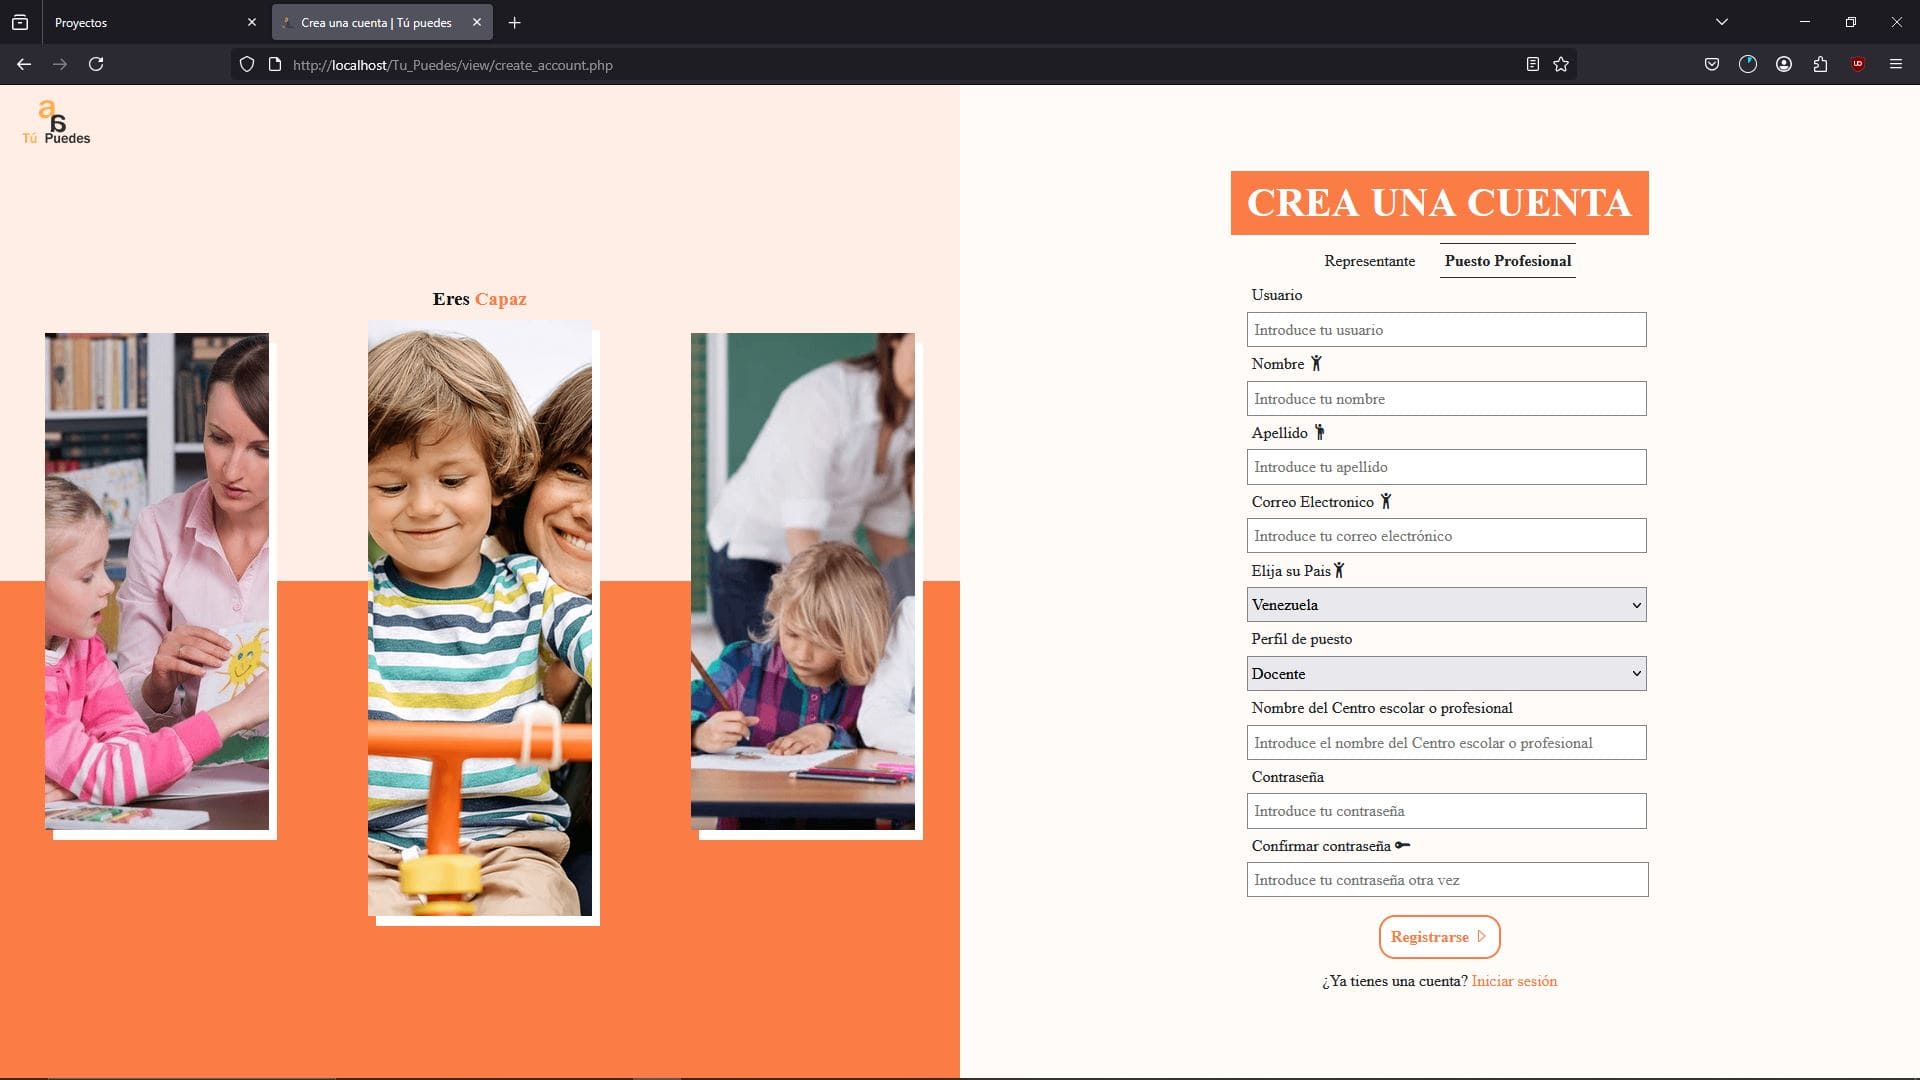 Proyectos
Crea una cuenta | Tú puedes
http://localhost/Tu_Puedes/view/create_account.php
a
a
Tú Puedes
Eres Capaz
CREA UNA CUENTA
Representante
Puesto Profesional
Usuario
Introduce tu usuario
Nombre
Introduce tu nombre
Apellido
Introduce tu apellido
Correo Electronico
Introduce tu correo electrónico
Elija su Pais
Venezuela
Perfil de puesto
Docente
Nombre del Centro escolar o profesional
Introduce el nombre del Centro escolar o profesional
Contraseña
Introduce tu contraseña
Confirmar contraseña
Introduce tu contraseña otra vez
Registrarse
¿Ya tienes una cuenta? Iniciar sesión